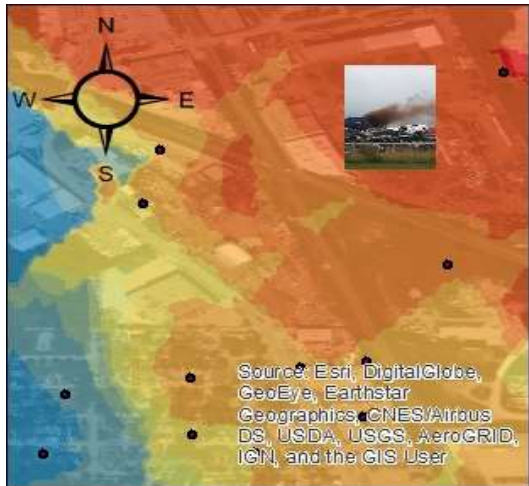 N
W E
S
Source: Esri, DigitalGlobe,
GeoEye, Earthstar
Geographics, CNES/Airbus
DS, USDA, USGS, AeroGRID,
IGN, and the GIS User